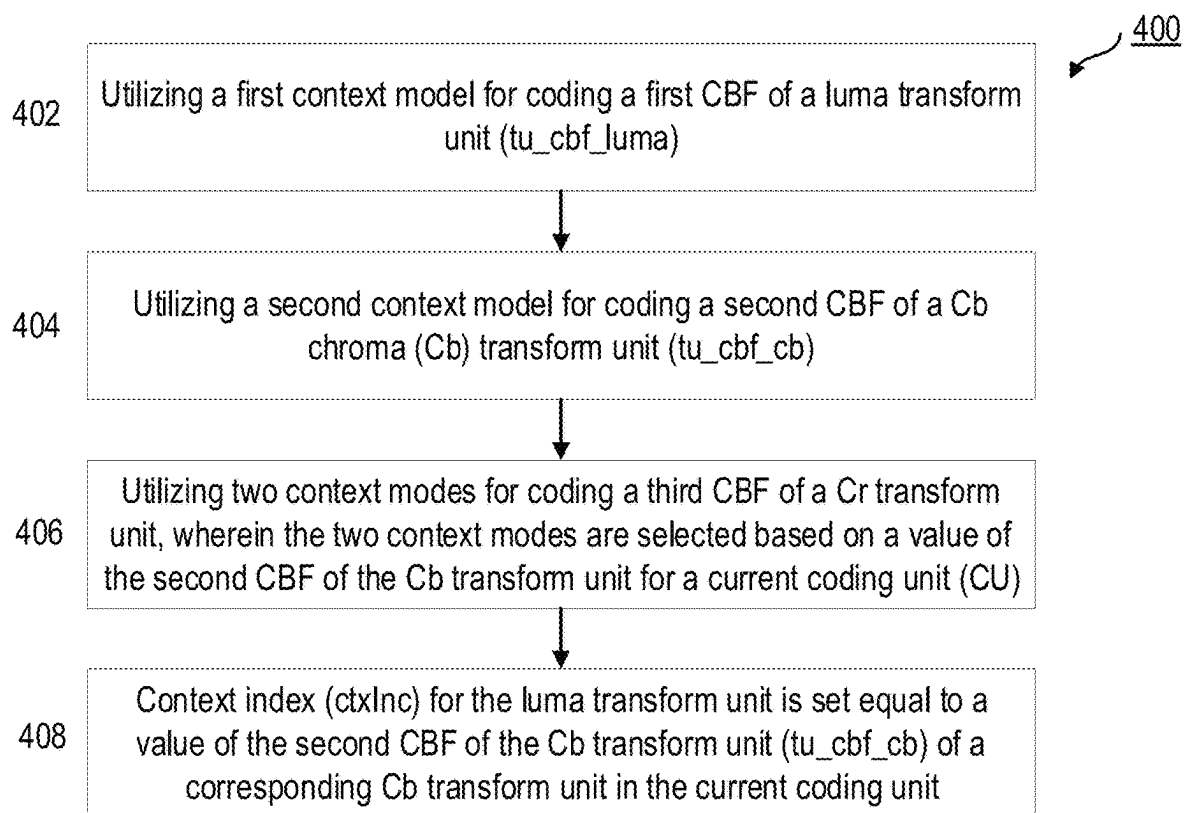 400
402
Utilizing a first context model for coding a first CBF of a luma transform
unit (tu_cbf_luma)
404
Utilizing a second context model for coding a second CBF of a Cb
chroma (Cb) transform unit (tu_cbf_cb)
406
Utilizing two context modes for coding a third CBF of a Cr transform
unit, wherein the two context modes are selected based on a value of
the second CBF of the Cb transform unit for a current coding unit (CU)
408
Context index (ctxInc) for the luma transform unit is set equal to a
value of the second CBF of the Cb transform unit (tu_cbf_cb) of a
corresponding Cb transform unit in the current coding unit